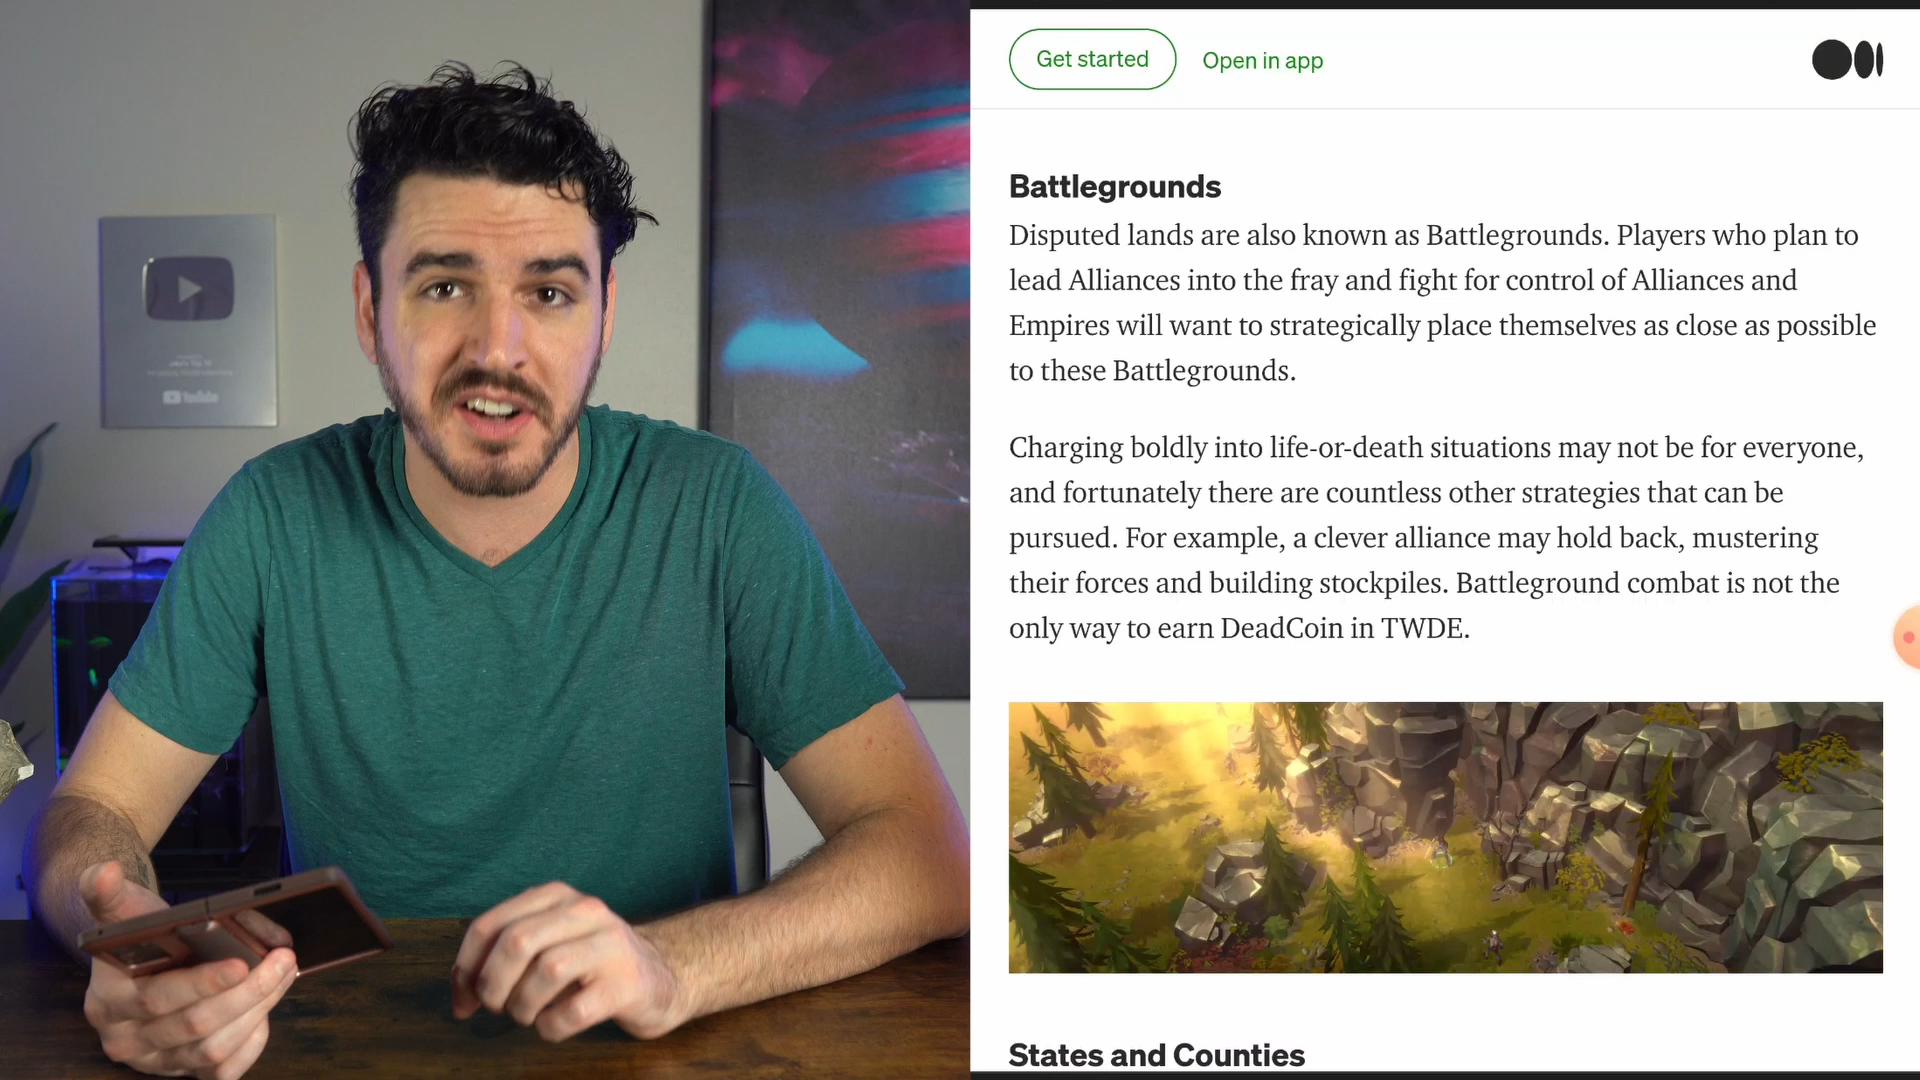 Get started
Open in app
Battlegrounds
Disputed lands are also known as Battlegrounds. Players who plan to
lead Alliances into the fray and fight for control of Alliances and
Empires will want to strategically place themselves as close as possible
to these Battlegrounds.
Charging boldly into life-or-death situations may not be for everyone,
and fortunately there are countless other strategies that can be
pursued. For example, a clever alliance may hold back, mustering
their forces and building stockpiles. Battleground combat is not the
only way to earn DeadCoin in TWDE.
States and Counties
YouTube